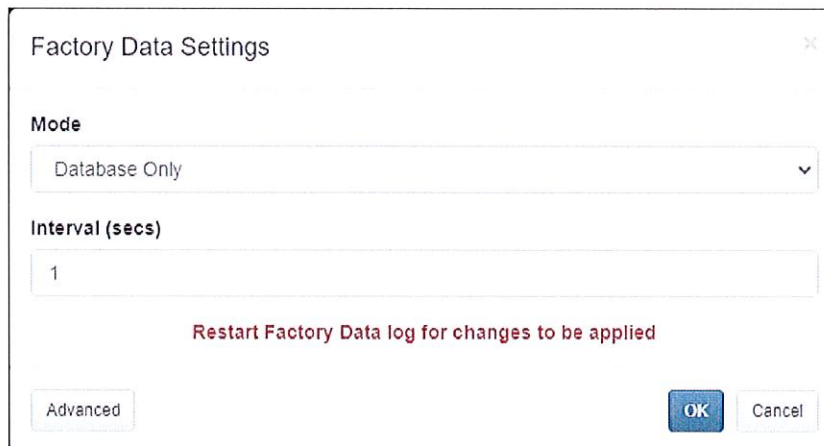 Factory Data Settings
Mode
Database Only
Interval (secs)
1
Restart Factory Data log for changes to be applied
Advanced
OK
Cancel